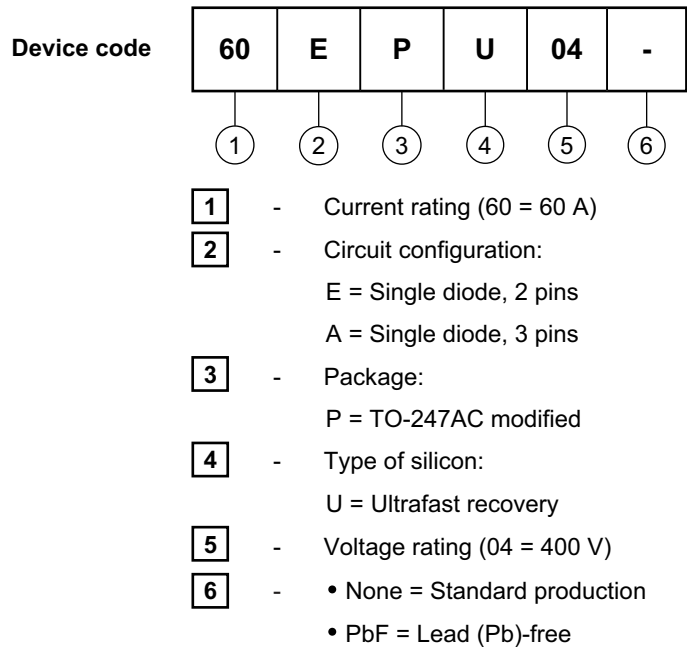 Device code 60 E P U 04 -
1 2 3 4 5 6
1 - Current rating (60 = 60 A)
2 - Circuit configuration:
E = Single diode, 2 pins
A = Single diode, 3 pins
3 - Package:
P = TO-247AC modified
4 - Type of silicon:
U = Ultrafast recovery
5 - Voltage rating (04 = 400 V)
6 - • None = Standard production
• PbF = Lead (Pb)-free